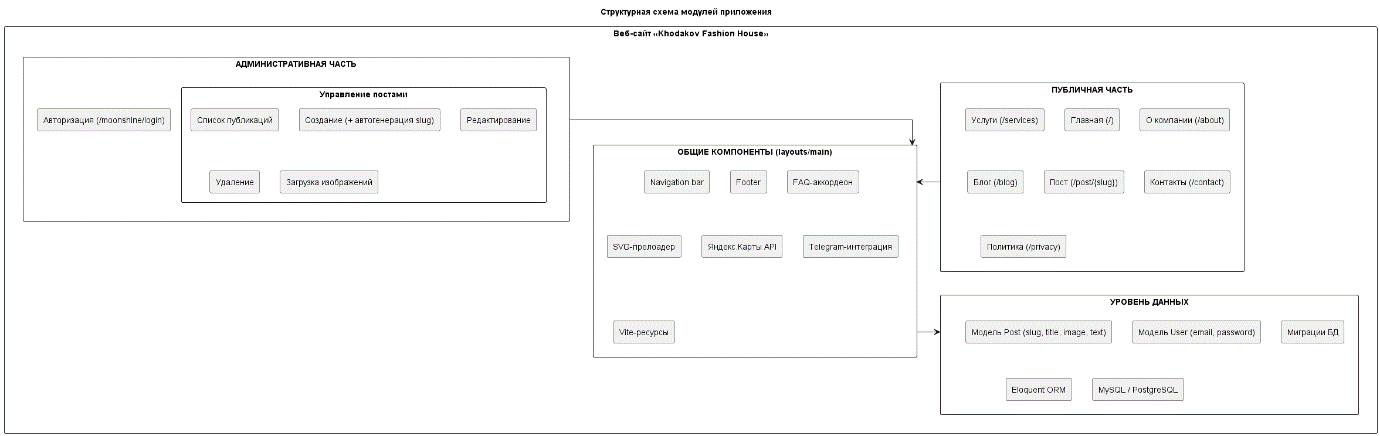 Структурная схема модулей приложения
Веб-сайт «Khodakov Fashion House»
АДМИНИСТРАТИВНАЯ ЧАСТЬ
Авторизация (/moonshine/login)
Управление постами
Список публикаций
Создание (+ автогенерация slug)
Редактирование
Удаление
Загрузка изображений
ОБЩИЕ КОМПОНЕНТЫ (layouts/main)
Navigation bar
Footer
FAQ-аккордеон
SVG-прелоадер
Яндекс.Карты API
Telegram-интеграция
Vite-ресурсы
ПУБЛИЧНАЯ ЧАСТЬ
Услуги (/services)
Главная (/)
О компании (/about)
Блог (/blog)
Пост (/post/{slug})
Контакты (/contact)
Политика (/privacy)
УРОВЕНЬ ДАННЫХ
Модель Post (slug, title, image, text)
Модель User (email, password)
Миграции БД
Eloquent ORM
MySQL / PostgreSQL